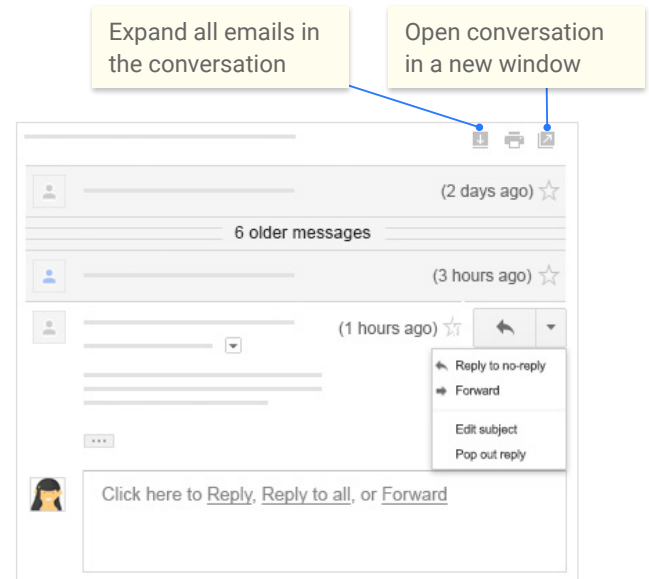 Expand all emails in
the conversation
Open conversation
in a new window
(2 days ago)
6 older messages
(3 hours ago)
(1 hours ago)
Reply to no-reply
Forward
Edit subject
Pop out reply
Click here to Reply, Reply to all, or Forward